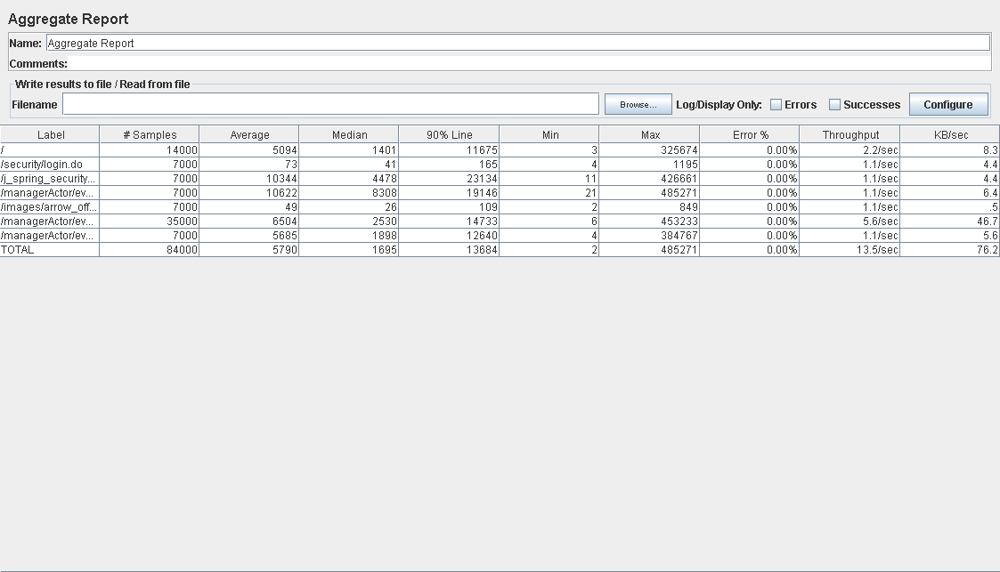 Aggregate Report
Name: Aggregate Report
Comments:
Write results to file / Read from file
Filename Browse... Log/Display Only: Errors Successes Configure
Label # Samples Average Median 90% Line Min Max Error % Throughput KB/sec
/ 14000 5094 1401 11675 3 325674 0.00% 2.2/sec 8.3
/security/login.do 7000 73 41 165 4 1195 0.00% 1.1/sec 4.4
/j_spring_security... 7000 10344 4478 23134 11 426661 0.00% 1.1/sec 4.4
/managerActor/ev... 7000 10622 8308 19146 21 485271 0.00% 1.1/sec 6.4
/images/arrow_off... 7000 49 26 109 2 849 0.00% 1.1/sec .5
/managerActor/ev... 35000 6504 2530 14733 6 453233 0.00% 5.6/sec 46.7
/managerActor/ev... 7000 5685 1898 12640 4 384767 0.00% 1.1/sec 5.6
TOTAL 84000 5790 1695 13684 2 485271 0.00% 13.5/sec 76.2